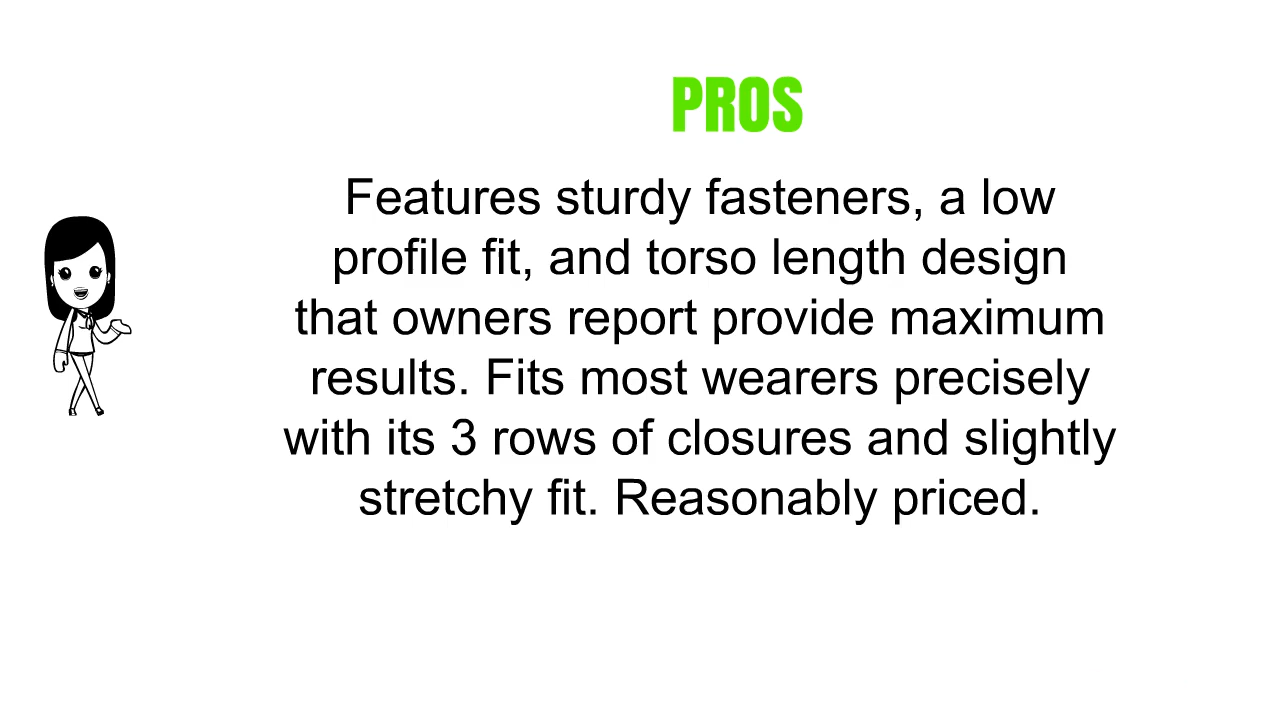 PROS
Features sturdy fasteners, a low
profile fit, and torso length design
that owners report provide maximum
results. Fits most wearers precisely
with its 3 rows of closures and slightly
stretchy fit. Reasonably priced.